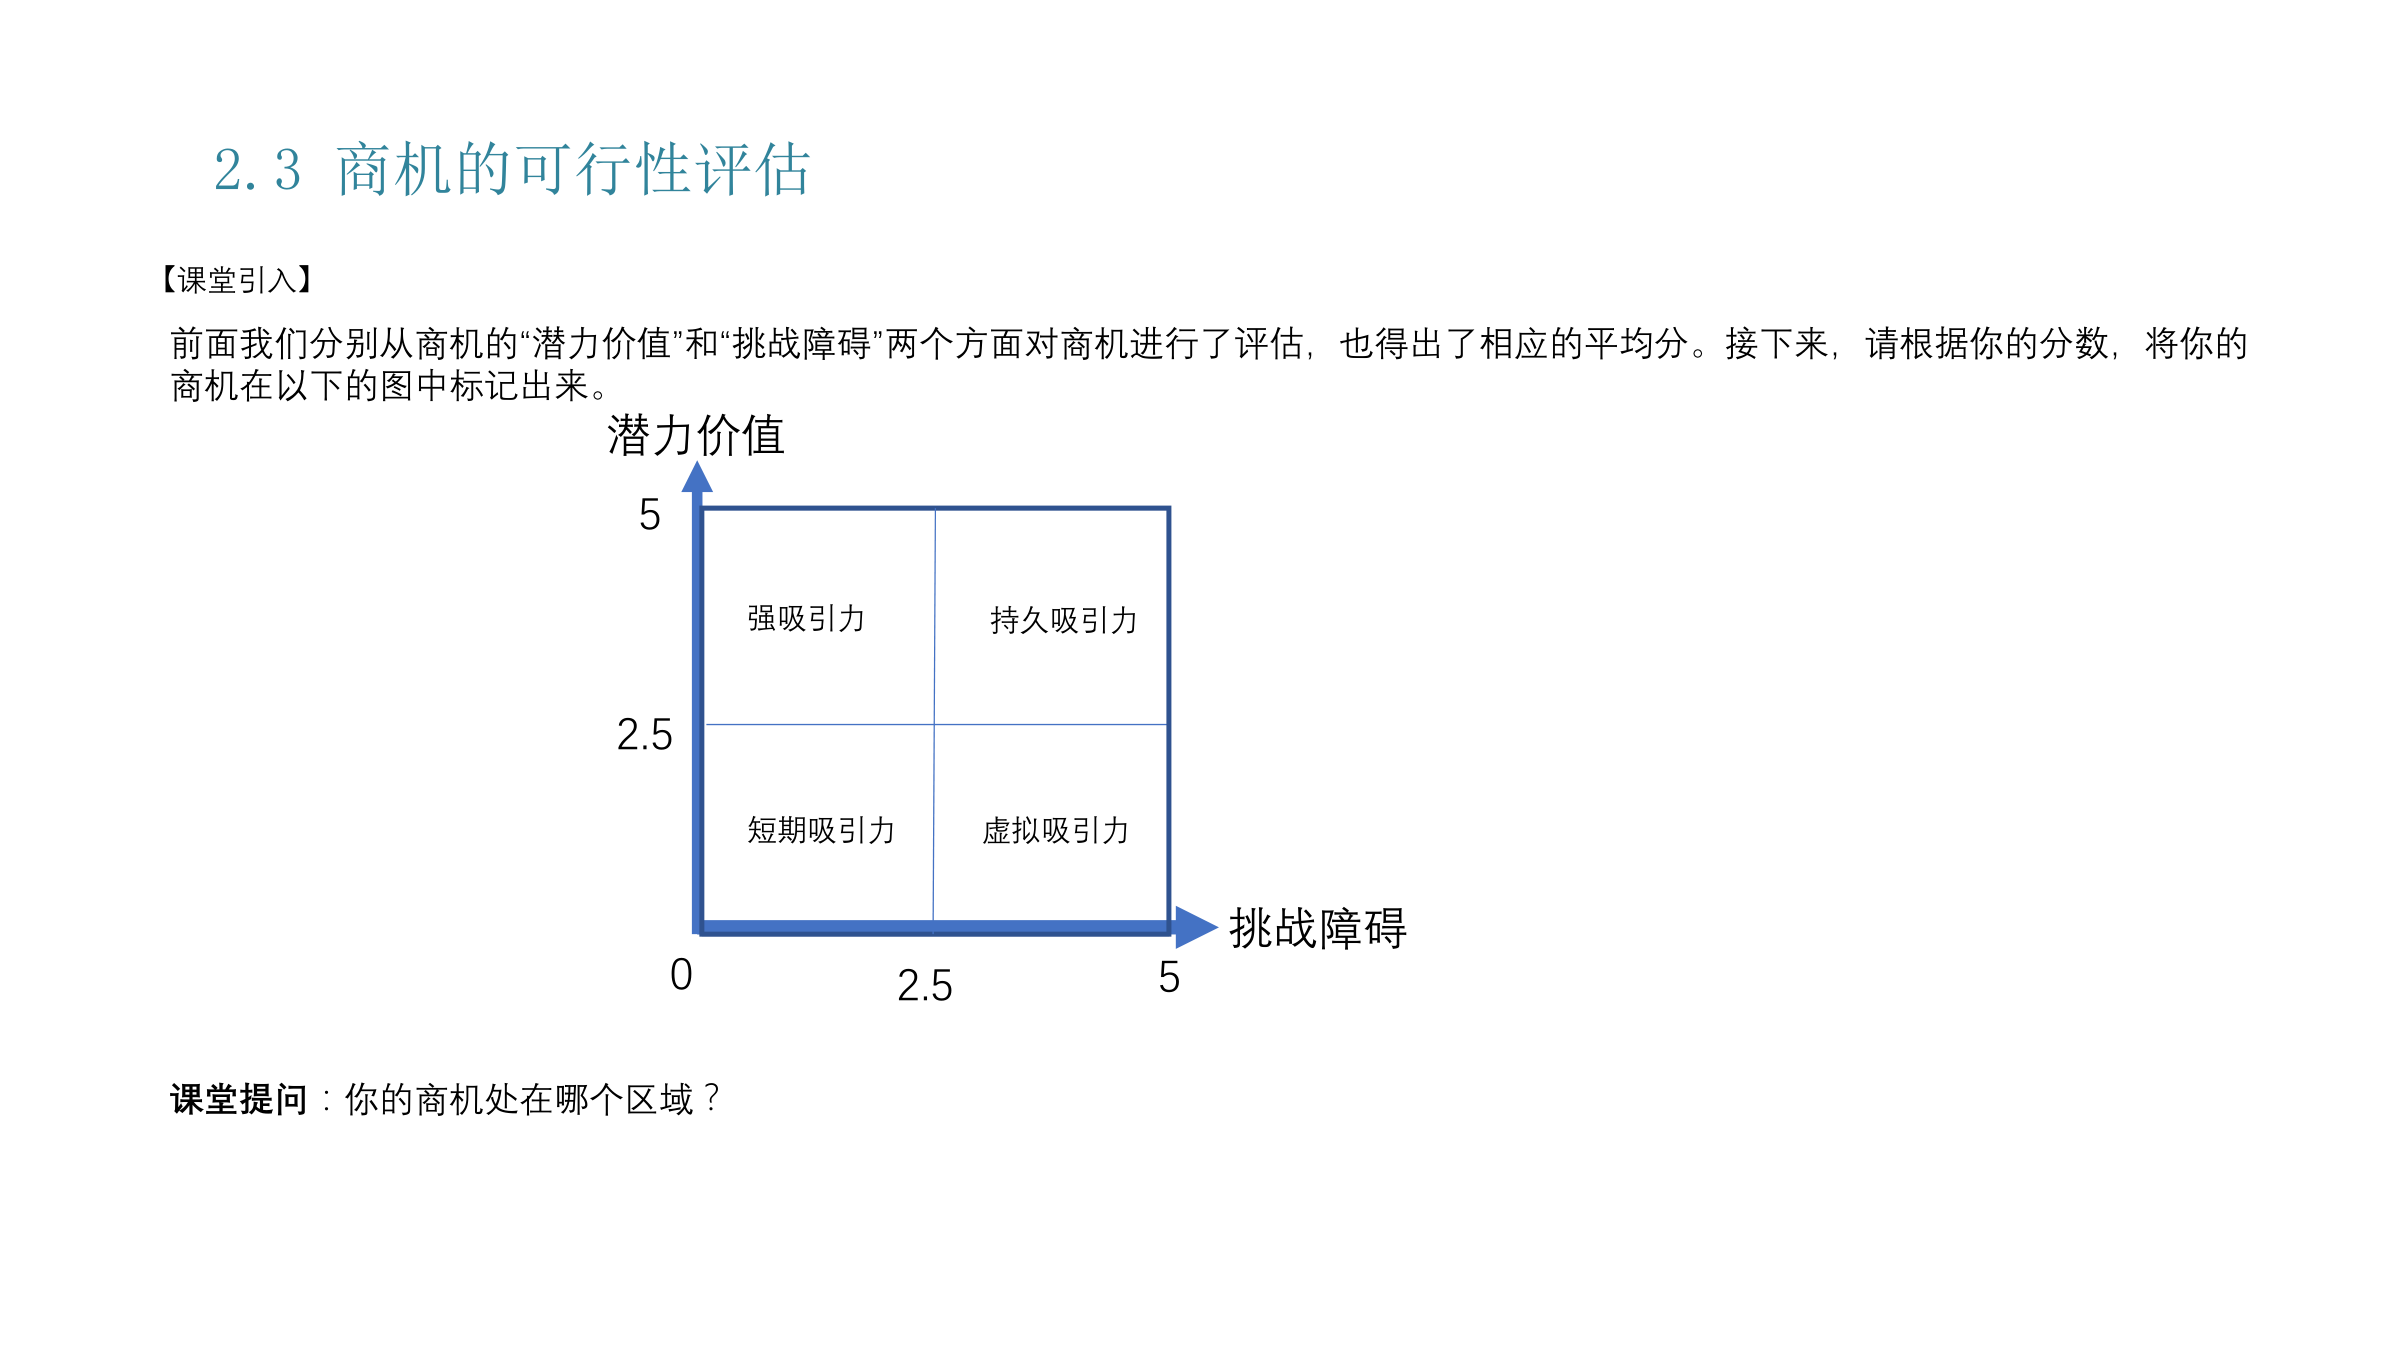 2.3 商机的可行性评估
【课堂引入】
前面我们分别从商机的“潜力价值”和“挑战障碍”两个方面对商机进行了评估，也得出了相应的平均分。接下来，请根据你的分数，将你的
商机在以下的图中标记出来。
潜力价值
5
强吸引力
持久吸引力
2.5
短期吸引力
虚拟吸引力
挑战障碍
0
2.5
5
课堂提问：你的商机处在哪个区域？